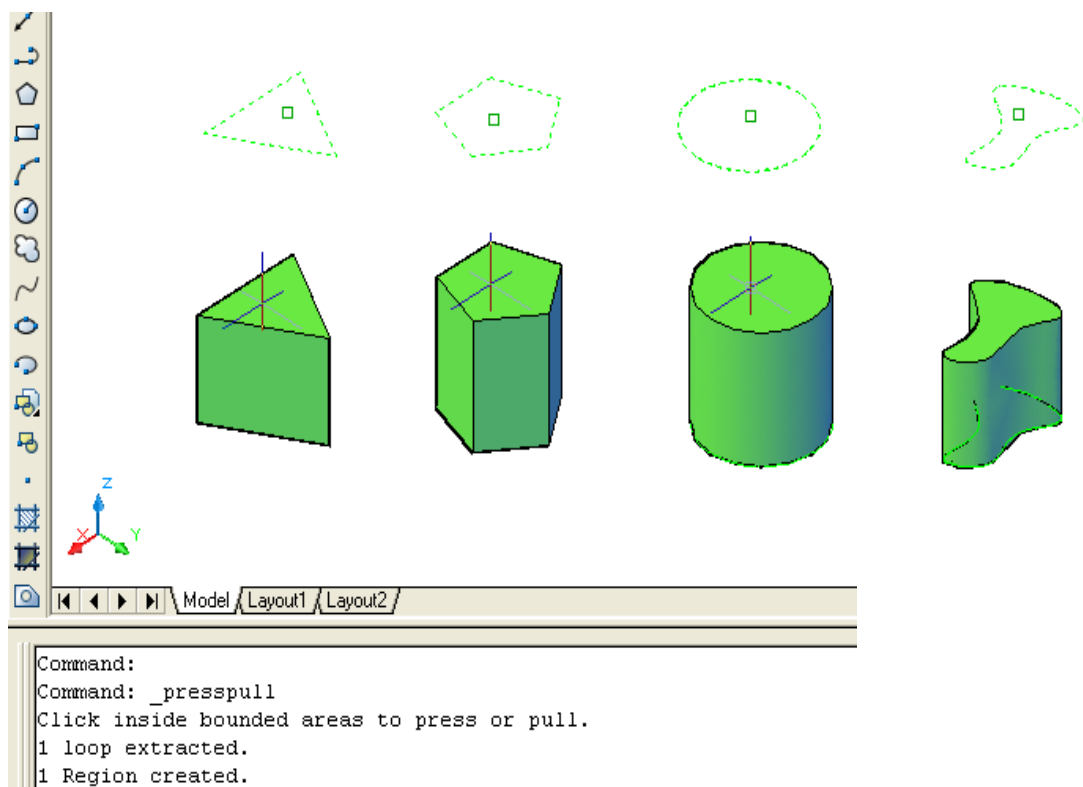 Z
X
Y
Model Layout1 Layout2
Command:
Command: _presspull
Click inside bounded areas to press or pull.
1 loop extracted.
1 Region created.